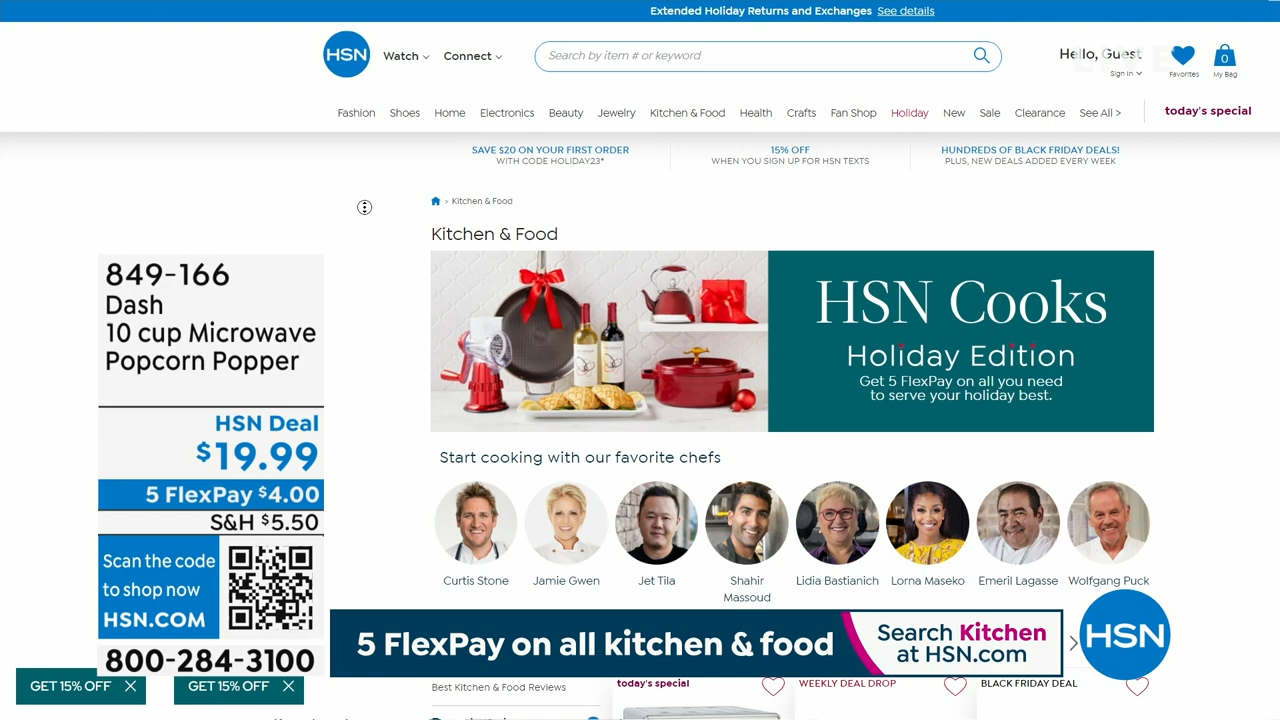 Extended Holiday Returns and Exchanges See details
HSN
Watch
Connect
Search by item # or keyword
Hello, Guest
Sign in
Favorites
0
My Bag
Fashion Shoes Home Electronics Beauty Jewelry Kitchen & Food Health Crafts Fan Shop Holiday New Sale Clearance See All >
today's special
SAVE $20 ON YOUR FIRST ORDER
WITH CODE HOLIDAY23*
15% OFF
WHEN YOU SIGN UP FOR HSN TEXTS
HUNDREDS OF BLACK FRIDAY DEALS!
PLUS, NEW DEALS ADDED EVERY WEEK
> Kitchen & Food
Kitchen & Food
HSN Cooks
Holiday Edition
Get 5 FlexPay on all you need
to serve your holiday best.
849-166
Dash
10 cup Microwave
Popcorn Popper
HSN Deal
$19.99
5 FlexPay $4.00
S&H $5.50
Scan the code
to shop now
HSN.COM
800-284-3100
Start cooking with our favorite chefs
Curtis Stone
Jamie Gwen
Jet Tila
Shahir
Massoud
Lidia Bastianich
Lorna Maseko
Emeril Lagasse
Wolfgang Puck
5 FlexPay on all kitchen & food
Search Kitchen
at HSN.com
HSN
GET 15% OFF
GET 15% OFF
Best Kitchen & Food Reviews
today's special
WEEKLY DEAL DROP
BLACK FRIDAY DEAL